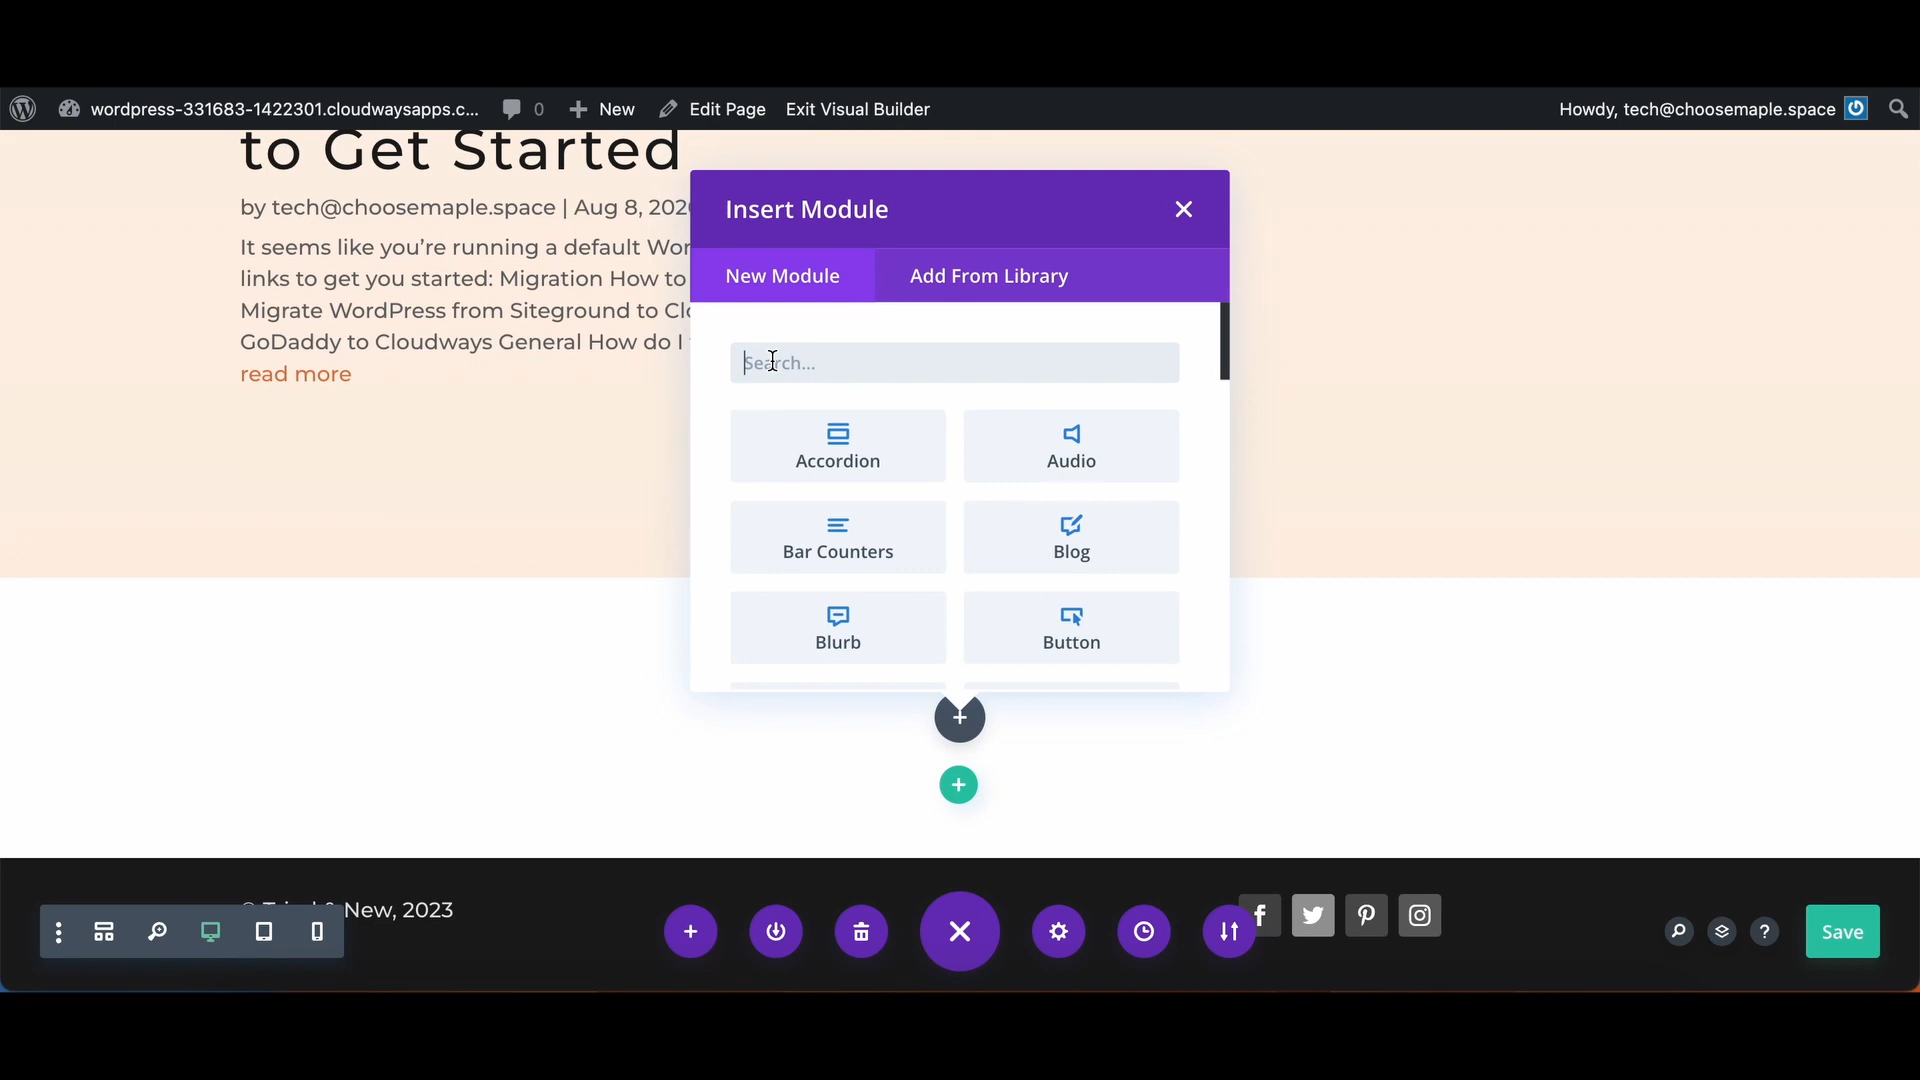 wordpress-331683-1422301.cloudwaysapps.c... 0 New Edit Page Exit Visual Builder Howdy, tech@choosemaple.space
to Get Started
by tech@choosemaple.space | Aug 8, 202
It seems like you're running a default Wor
links to get you started: Migration How to
Migrate WordPress from Siteground to Clo
GoDaddy to Cloudways General How do I
read more
Insert Module
New Module Add From Library
Search...
Accordion Audio
Bar Counters Blog
Blurb Button
New, 2023
Save